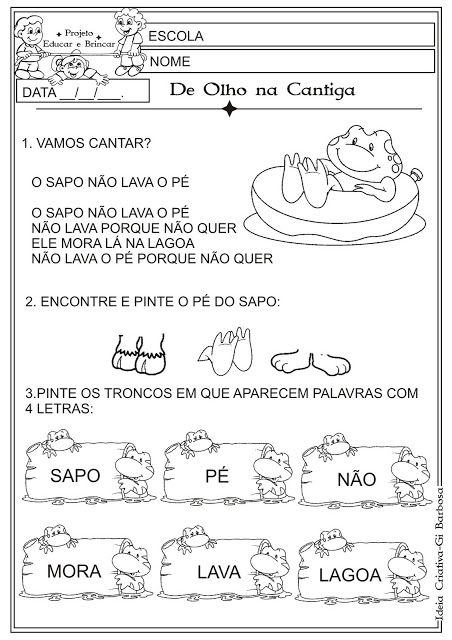 Projeto
Educar e Brincar
ESCOLA
NOME
DATA __/__/___.
De Olho na Cantiga
1. VAMOS CANTAR?
O SAPO NÃO LAVA O PÉ
O SAPO NÃO LAVA O PÉ
NÃO LAVA PORQUE NÃO QUER
ELE MORA LÁ NA LAGOA
NÃO LAVA O PÉ PORQUE NÃO QUER
2. ENCONTRE E PINTE O PÉ DO SAPO:
3.PINTE OS TRONCOS EM QUE APARECEM PALAVRAS COM
4 LETRAS:
SAPO
PÉ
NÃO
MORA
LAVA
LAGOA
Ideia Criativa-Gi Barbosa